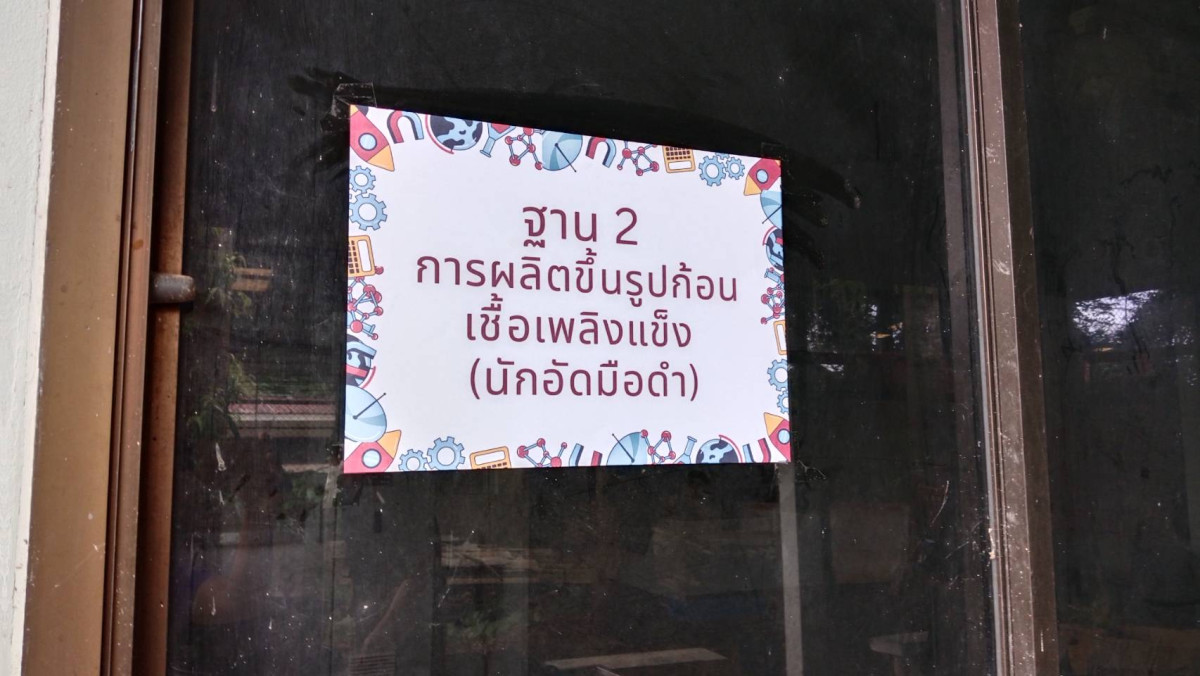 ฐาน 2
การผลิตขึ้นรูปก้อน
เชื้อเพลิงแข็ง
(นักอัดมือดำ)